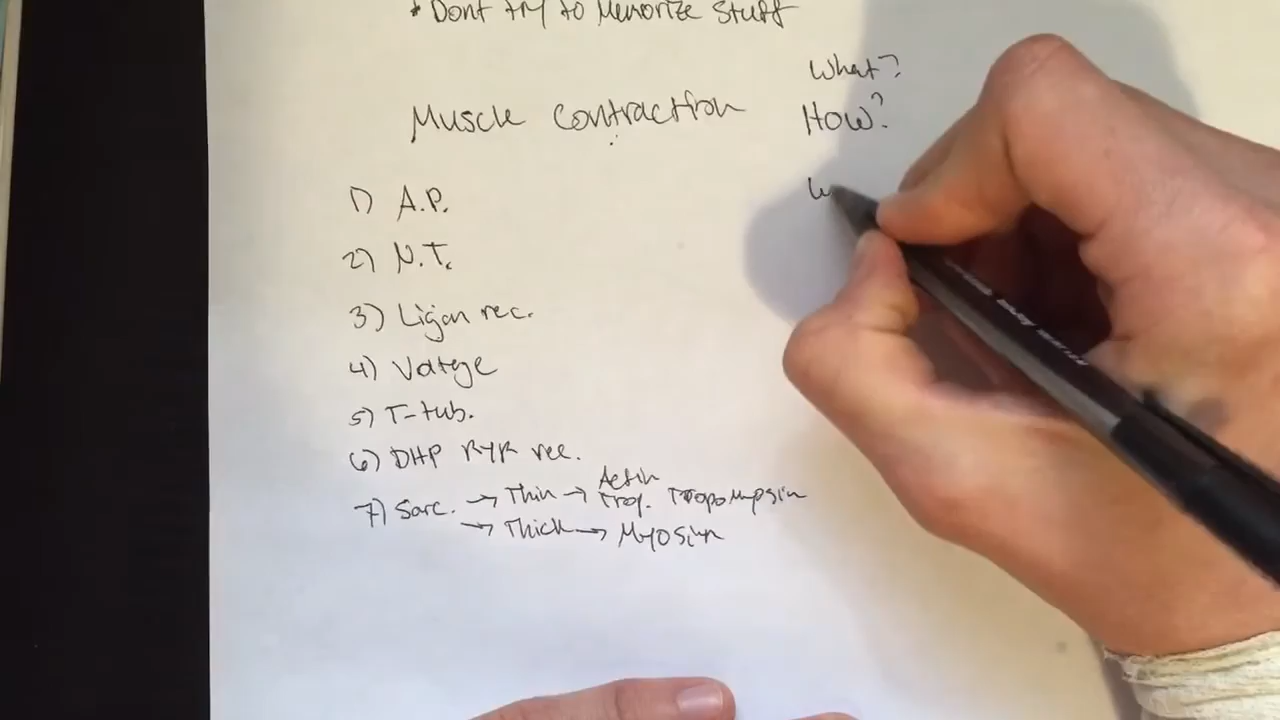 * Dont try to Memorize Stuff
What?
Muscle Contraction
How?
W
1) A.P.
2) N.T.
3) Ligan rec.
4) Voltege
5) T-tub.
6) DHP RYR rec.
7) Sarc. → Thin → Actin
Trop. Tropomyosin
→ Thick → Myosin